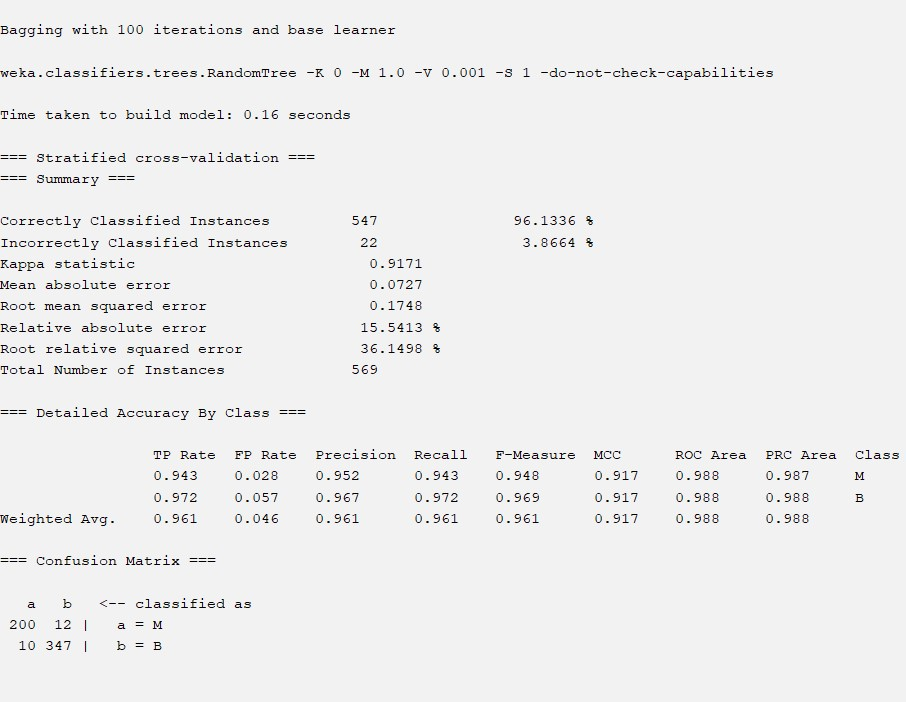 Bagging with 100 iterations and base learner
weka.classifiers.trees.RandomTree -K 0 -M 1.0 -V 0.001 -S 1 -do-not-check-capabilities
Time taken to build model: 0.16 seconds
=== Stratified cross-validation ===
=== Summary ===
Correctly Classified Instances         547               96.1336 %
Incorrectly Classified Instances        22                3.8664 %
Kappa statistic                          0.9171
Mean absolute error                      0.0727
Root mean squared error                  0.1748
Relative absolute error                 15.5413 %
Root relative squared error             36.1498 %
Total Number of Instances              569
=== Detailed Accuracy By Class ===
                 TP Rate  FP Rate  Precision  Recall   F-Measure  MCC      ROC Area  PRC Area  Class
                 0.943    0.028    0.952      0.943    0.948      0.917    0.988     0.987     M
                 0.972    0.057    0.967      0.972    0.969      0.917    0.988     0.988     B
Weighted Avg.    0.961    0.046    0.961      0.961    0.961      0.917    0.988     0.988
=== Confusion Matrix ===
   a   b   <-- classified as
 200  12 |   a = M
  10 347 |   b = B